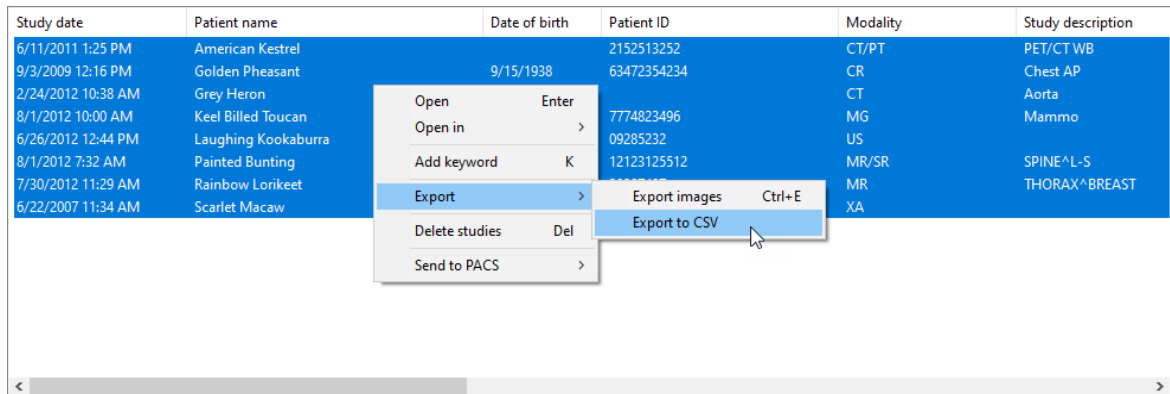 Study date Patient name Date of birth Patient ID Modality Study description
6/11/2011 1:25 PM American Kestrel 2152513252 CT/PT PET/CT WB
9/3/2009 12:16 PM Golden Pheasant 9/15/1938 63472354234 CR Chest AP
2/24/2012 10:38 AM Grey Heron CT Aorta
8/1/2012 10:00 AM Keel Billed Toucan 7774823496 MG Mammo
6/26/2012 12:44 PM Laughing Kookaburra 09285232 US
8/1/2012 7:32 AM Painted Bunting 12123125512 MR/SR SPINE^L-S
7/30/2012 11:29 AM Rainbow Lorikeet MR THORAX^BREAST
6/22/2007 11:34 AM Scarlet Macaw XA
Open Enter
Open in >
Add keyword K
Export >
Delete studies Del
Send to PACS >
Export images Ctrl+E
Export to CSV